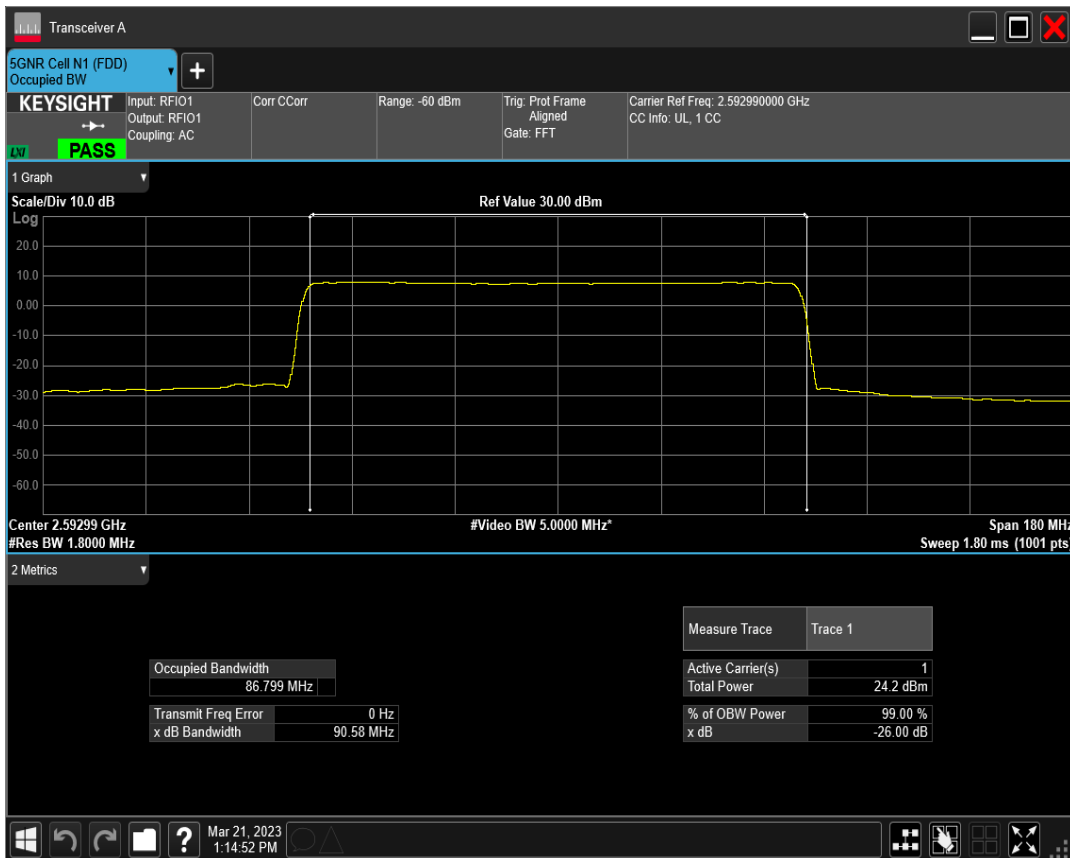 Transceiver A
5GNR Cell N1 (FDD)
Occupied BW
+
KEYSIGHT
LXI
PASS
Input: RFIO1
Output: RFIO1
Coupling: AC
Corr CCorr
Range: -60 dBm
Trig: Prot Frame
Aligned
Gate: FFT
Carrier Ref Freq: 2.592990000 GHz
CC Info: UL, 1 CC
1 Graph
Scale/Div 10.0 dB
Ref Value 30.00 dBm
Log
20.0
10.0
0.00
-10.0
-20.0
-30.0
-40.0
-50.0
-60.0
Center 2.59299 GHz
#Video BW 5.0000 MHz*
Span 180 MHz
#Res BW 1.8000 MHz
Sweep 1.80 ms (1001 pts)
2 Metrics
Measure Trace Trace 1
Occupied Bandwidth
86.799 MHz
Active Carrier(s) 1
Total Power 24.2 dBm
Transmit Freq Error 0 Hz
x dB Bandwidth 90.58 MHz
% of OBW Power 99.00 %
x dB -26.00 dB
?
Mar 21, 2023
1:14:52 PM